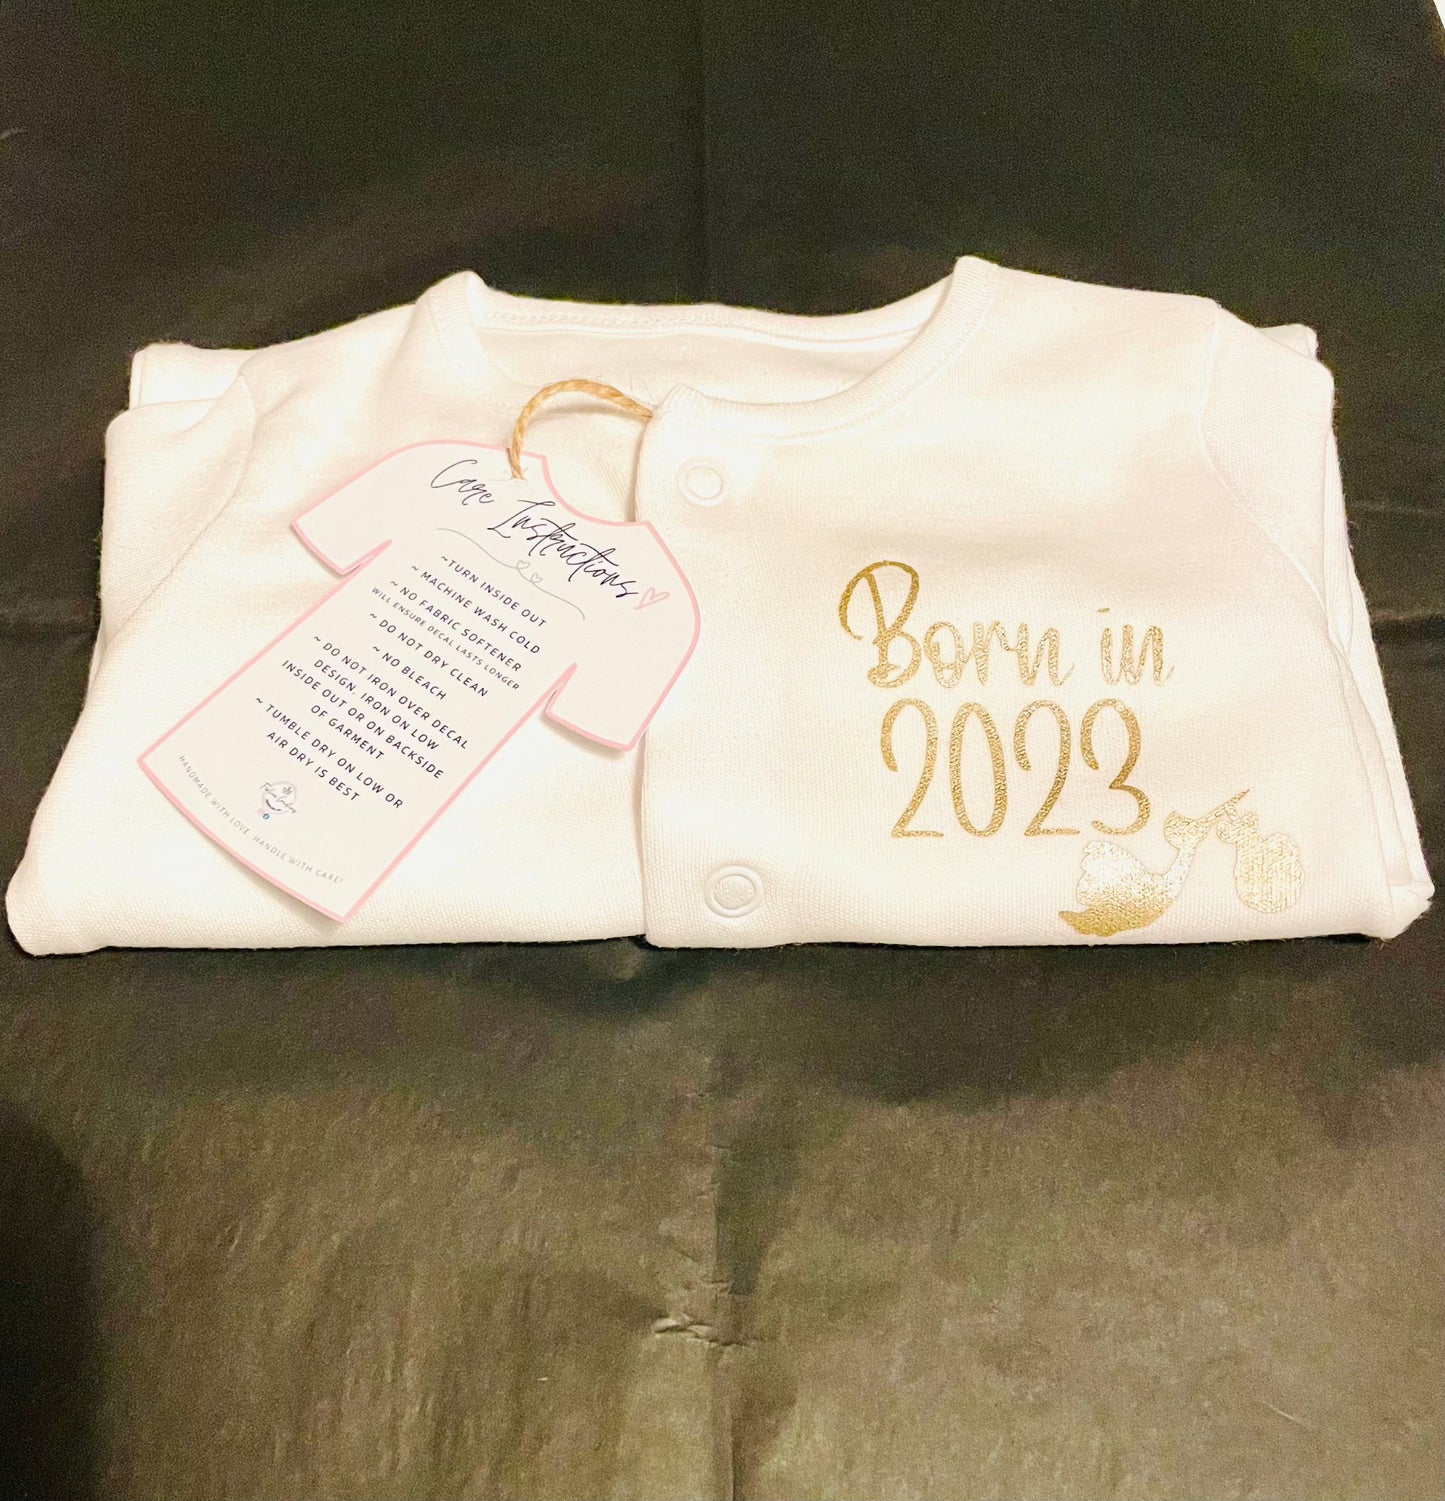 Care Instructions
~TURN INSIDE OUT
~ MACHINE WASH COLD
~ NO FABRIC SOFTENER
WILL ENSURE DECAL LASTS LONGER
~ DO NOT DRY CLEAN
~ NO BLEACH
~ DO NOT IRON OVER DECAL
DESIGN, IRON ON LOW
INSIDE OUT OR ON BACKSIDE
OF GARMENT
~ TUMBLE DRY ON LOW OR
AIR DRY IS BEST
HANDMADE WITH LOVE, HANDLE WITH CARE!
Born in
2023